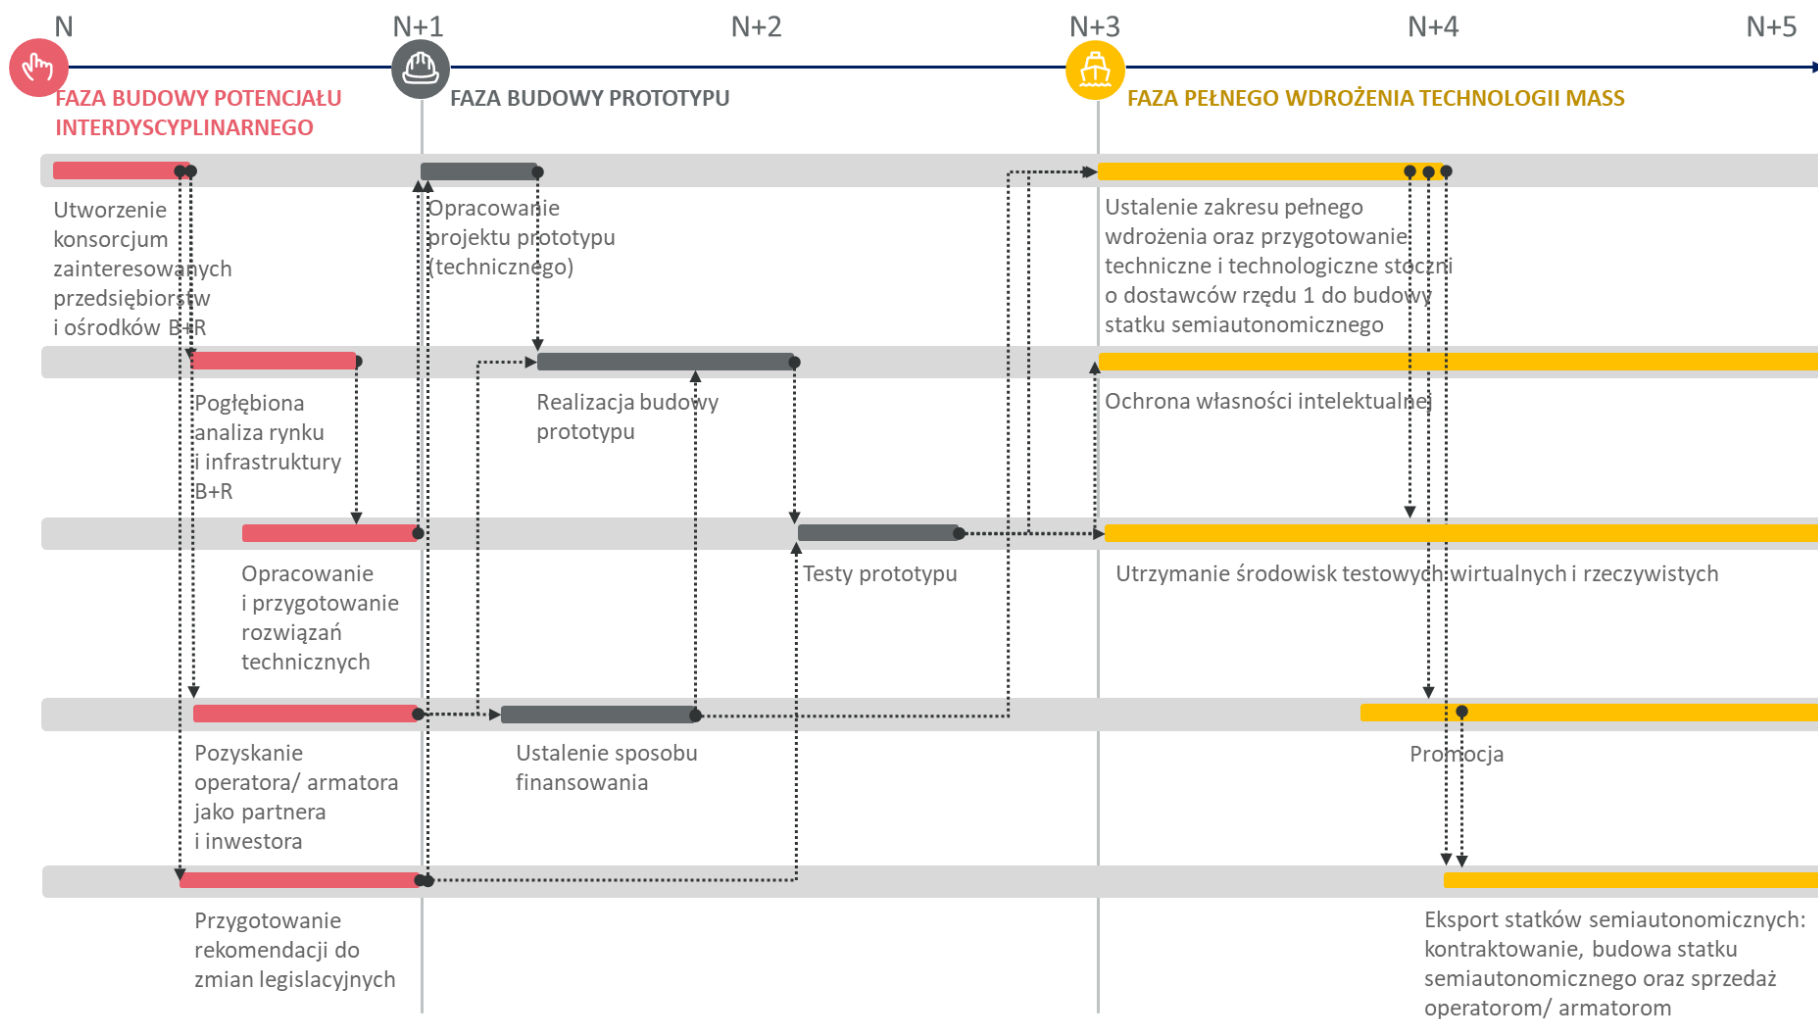 N
N+1
N+2
N+3
N+4
N+5
FAZA BUDOWY POTENCJAŁU
INTERDYSCYPLINARNEGO
FAZA BUDOWY PROTOTYPU
FAZA PEŁNEGO WDROŻENIA TECHNOLOGII MASS
Utworzenie
konsorcjum
zainteresowanych
przedsiębiorstw
i ośrodków B+R
Opracowanie
projektu prototypu
(technicznego)
Ustalenie zakresu pełnego
wdrożenia oraz przygotowanie
techniczne i technologiczne stoczni
o dostawców rzędu 1 do budowy
statku semiautonomicznego
Pogłębiona
analiza rynku
i infrastruktury
B+R
Realizacja budowy
prototypu
Ochrona własności intelektualnej
Opracowanie
i przygotowanie
rozwiązań
technicznych
Testy prototypu
Utrzymanie środowisk testowych wirtualnych i rzeczywistych
Pozyskanie
operatora/ armatora
jako partnera
i inwestora
Ustalenie sposobu
finansowania
Promocja
Przygotowanie
rekomendacji do
zmian legislacyjnych
Eksport statków semiautonomicznych:
kontraktowanie, budowa statku
semiautonomicznego oraz sprzedaż
operatorom/ armatorom